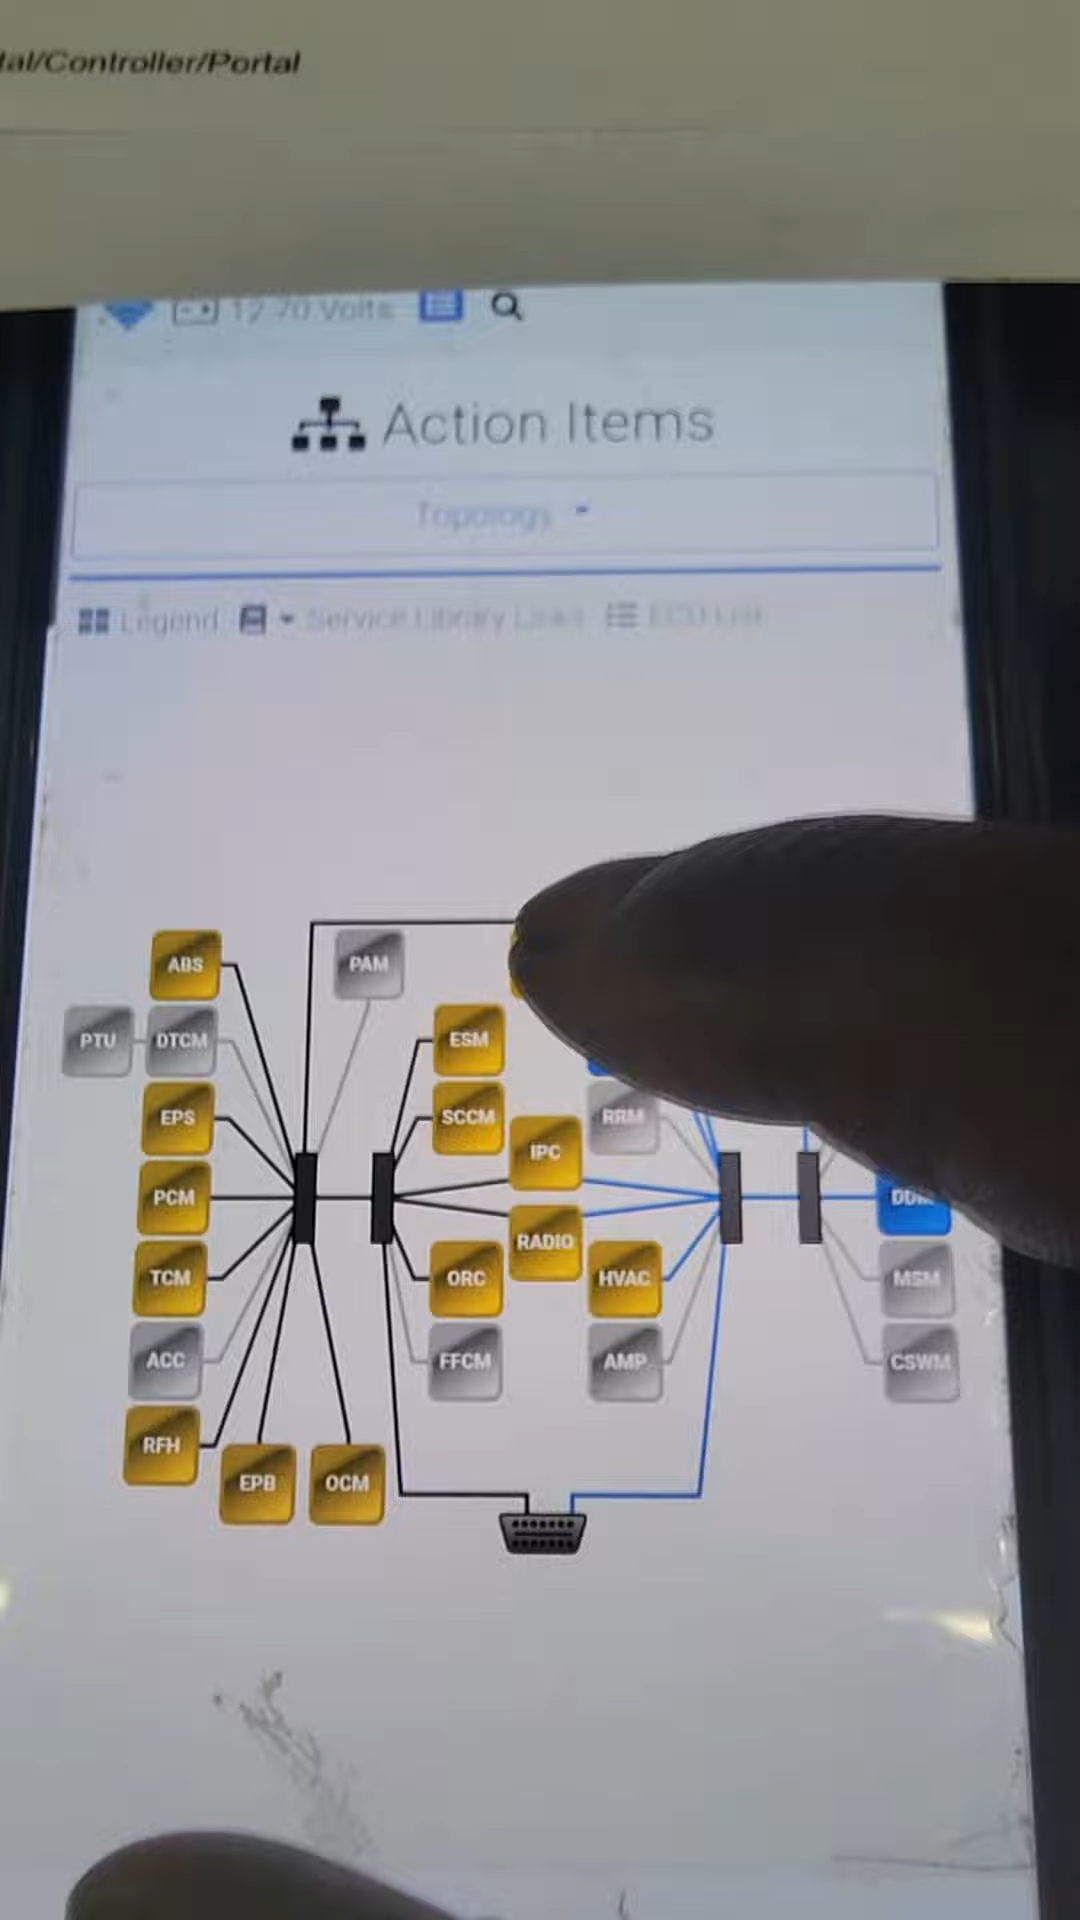 tal/Controller/Portal
12.70 Volts
Action Items
Topology
Legend Service Library Links ECU List
ABS PAM
PTU DTCM ESM
EPS SCCM RRM
IPC
PCM DDM
RADIO
TCM ORC HVAC MSM
ACC FFCM AMP CSWM
RFH
EPB OCM